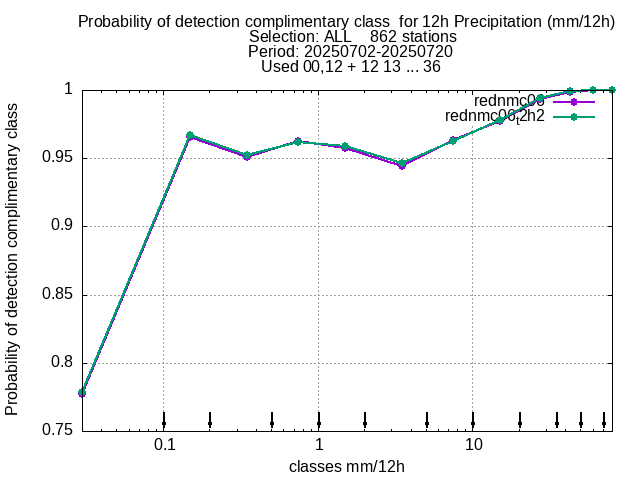 Probability of detection complimentary class  for 12h Precipitation (mm/12h)
Selection: ALL    862 stations
Period: 20250702-20250720
Used 00,12 + 12 13 ... 36
Probability of detection complimentary class
1
0.95
0.9
0.85
0.8
0.75
rednmc06
rednmc06t2h2
0.1
1
10
classes mm/12h